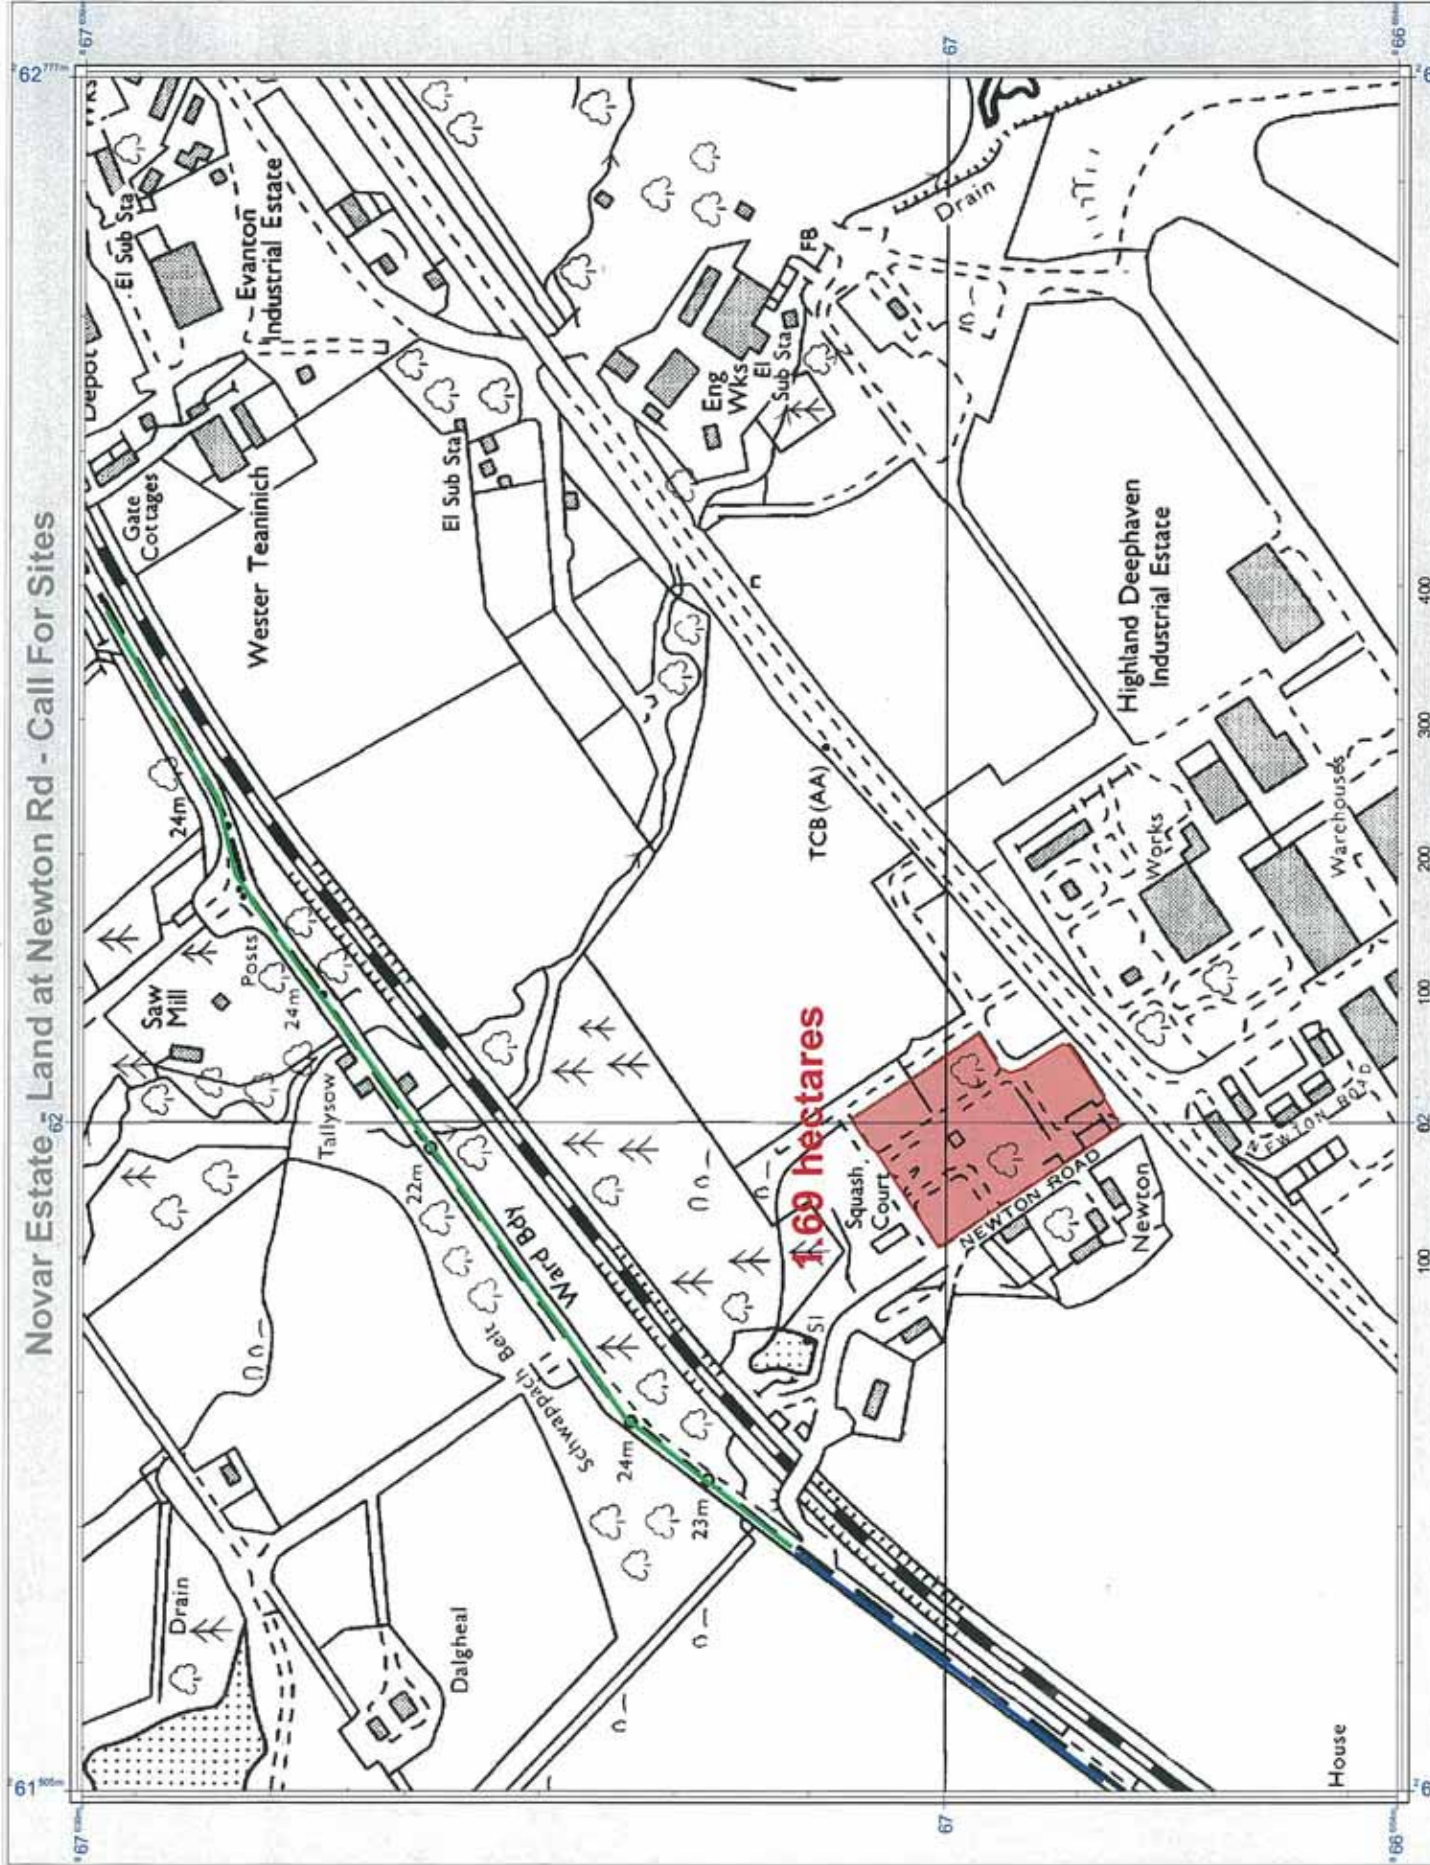 Novar Estate - Land at Newton Rd - Call For Sites
Wks
El Sub Sta
Evanton
Industrial Estate
Depot
Gate
Cottages
Wester Teaninich
El Sub Sta
FB
Drain
Eng
Wks
El
Sub Sta
Highland Deephaven
Industrial Estate
24m
TCB (AA)
Works
Warehouses
Posts
Saw
Mill
24m
Tallysow
22m
Ward Bdy
Schwappach Belt
1.69 hectares
Squash
Court
NEWTON ROAD
NEWTON ROAD
Newton
Sl
24m
23m
Drain
Dalgheal
House
62
67
67
62
100
100
200
300
400